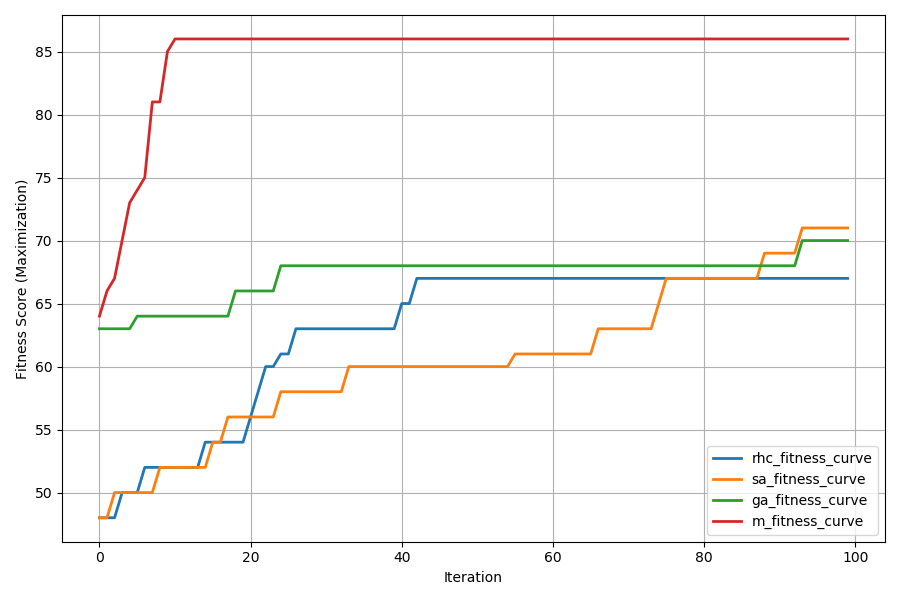 Fitness Score (Maximization)
85
80
75
70
65
60
55
50
0
20
40
60
80
100
Iteration
rhc_fitness_curve
sa_fitness_curve
ga_fitness_curve
m_fitness_curve